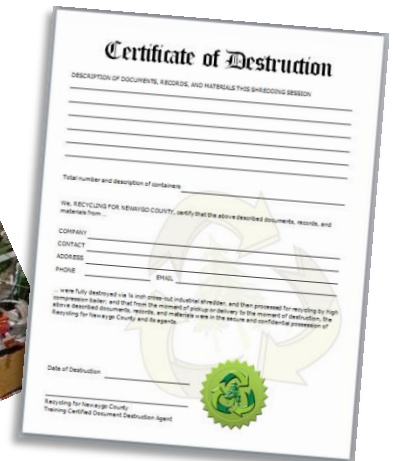 Certificate of Destruction
DESCRIPTION OF DOCUMENTS, RECORDS, AND MATERIALS THIS SHREDDING SESSION
Total number and description of containers
We, RECYCLING FOR NEWAYGO COUNTY, certify that the above described documents, records, and
materials from ...
COMPANY
CONTACT
ADDRESS
PHONE EMAIL
... were fully destroyed via ¼ inch cross-cut industrial shredder, and then processed for recycling by high
compression baler; and that from the moment of pickup or delivery to the moment of destruction, the
above described documents, records, and materials were in the secure and confidential possession of
Recycling for Newaygo County and its agents.
Date of Destruction
Recycling for Newaygo County
Training Certified Document Destruction Agent